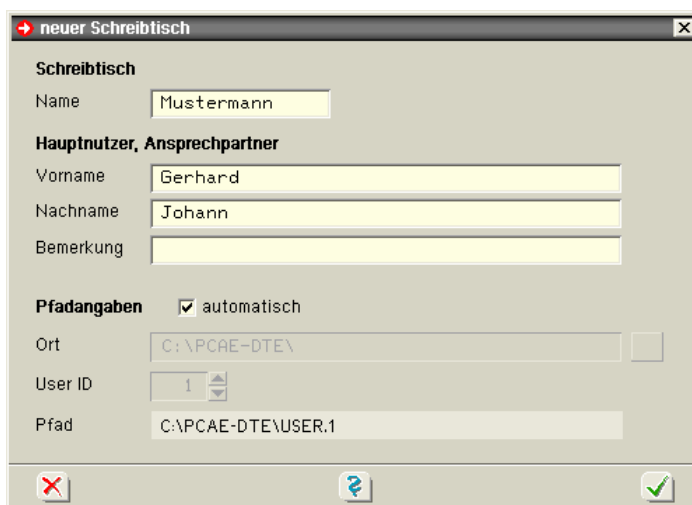 neuer Schreibtisch
Schreibtisch
Name Mustermann
Hauptnutzer, Ansprechpartner
Vorname Gerhard
Nachname Johann
Bemerkung
Pfadangaben automatisch
Ort C:\PCAE-DTE\
User ID 1
Pfad C:\PCAE-DTE\USER.1